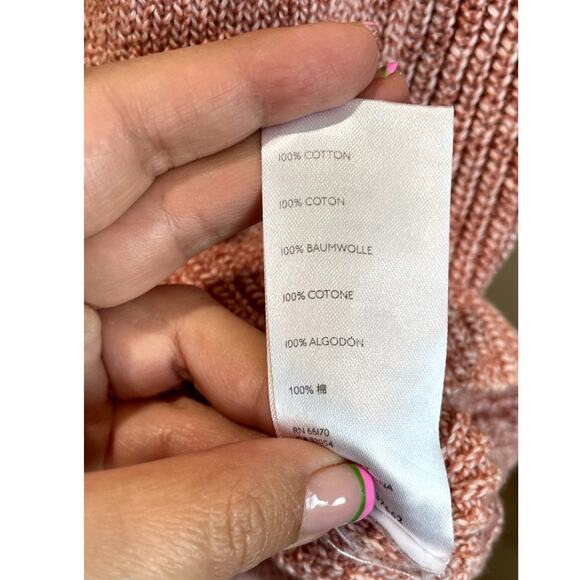 100% COTTON
100% COTON
100% BAUMWOLLE
100% COTONE
100% ALGODÓN
100% 棉
RN 66170